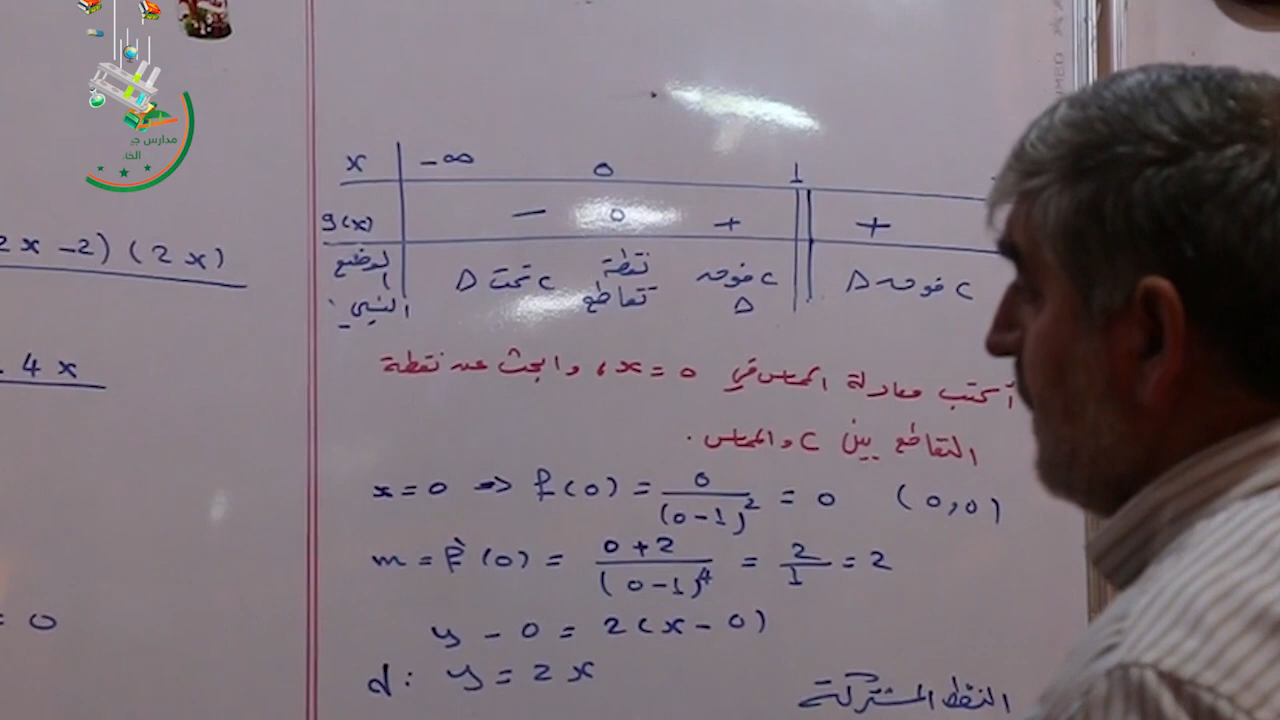 مدارس
2x - 2) (2x)
4x
= 0
x -∞ 0 1
g(x) - 0 + || +
الوضع النسبي C تحت Δ نقطة تقاطع C فوق Δ C فوق Δ
أكتب معادلة المماس في x = 0 ، وابحث عن نقطة
التقاطع بين C والمماس .
x = 0 ⇒ f(0) = 0/(0-1)^2 = 0 (0,0)
m = f'(0) = (0+2)/(0-1)^4 = 2/1 = 2
y - 0 = 2(x - 0)
d: y = 2x
النقط المشتركة